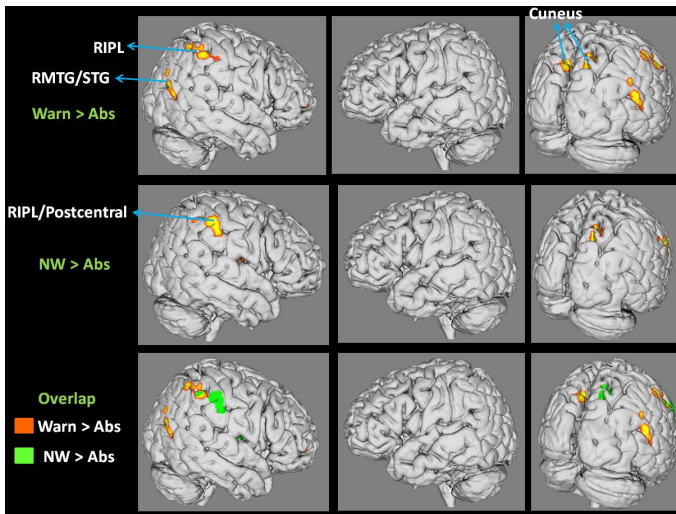 Cuneus
RIPL
RMTG/STG
Warn > Abs
RIPL/Postcentral
NW > Abs
Overlap
Warn > Abs
NW > Abs